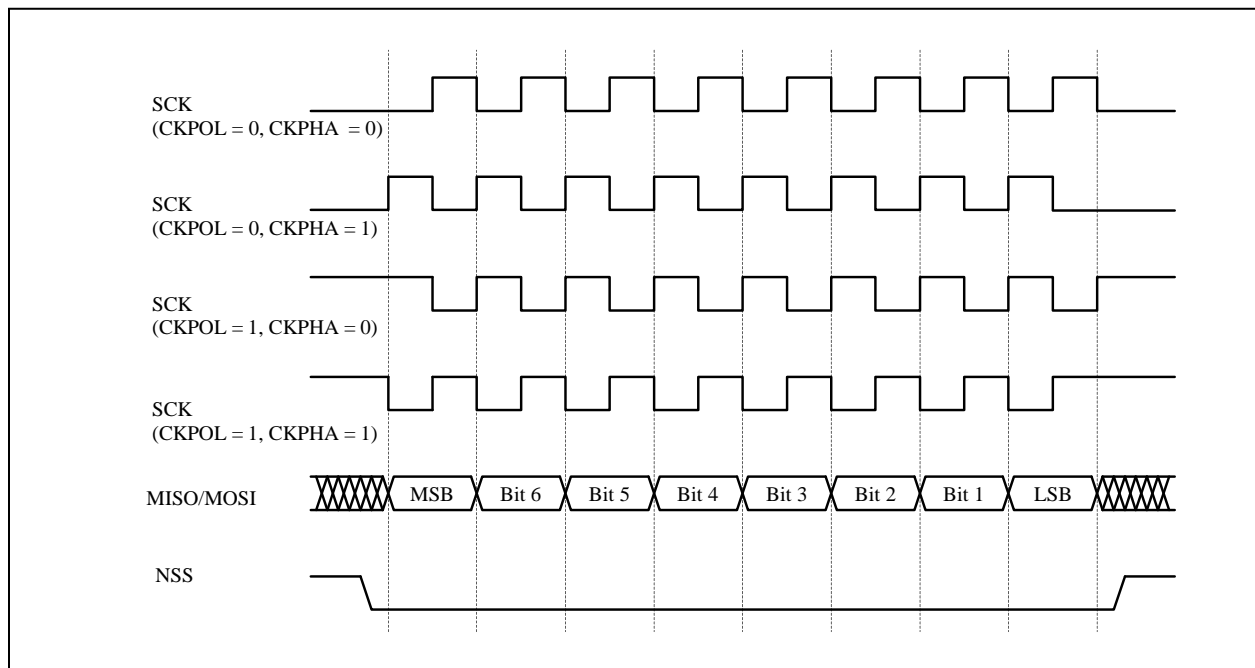 SCK
(CKPOL = 0, CKPHA = 0)
SCK
(CKPOL = 0, CKPHA = 1)
SCK
(CKPOL = 1, CKPHA = 0)
SCK
(CKPOL = 1, CKPHA = 1)
MISO/MOSI MSB Bit 6 Bit 5 Bit 4 Bit 3 Bit 2 Bit 1 LSB
NSS